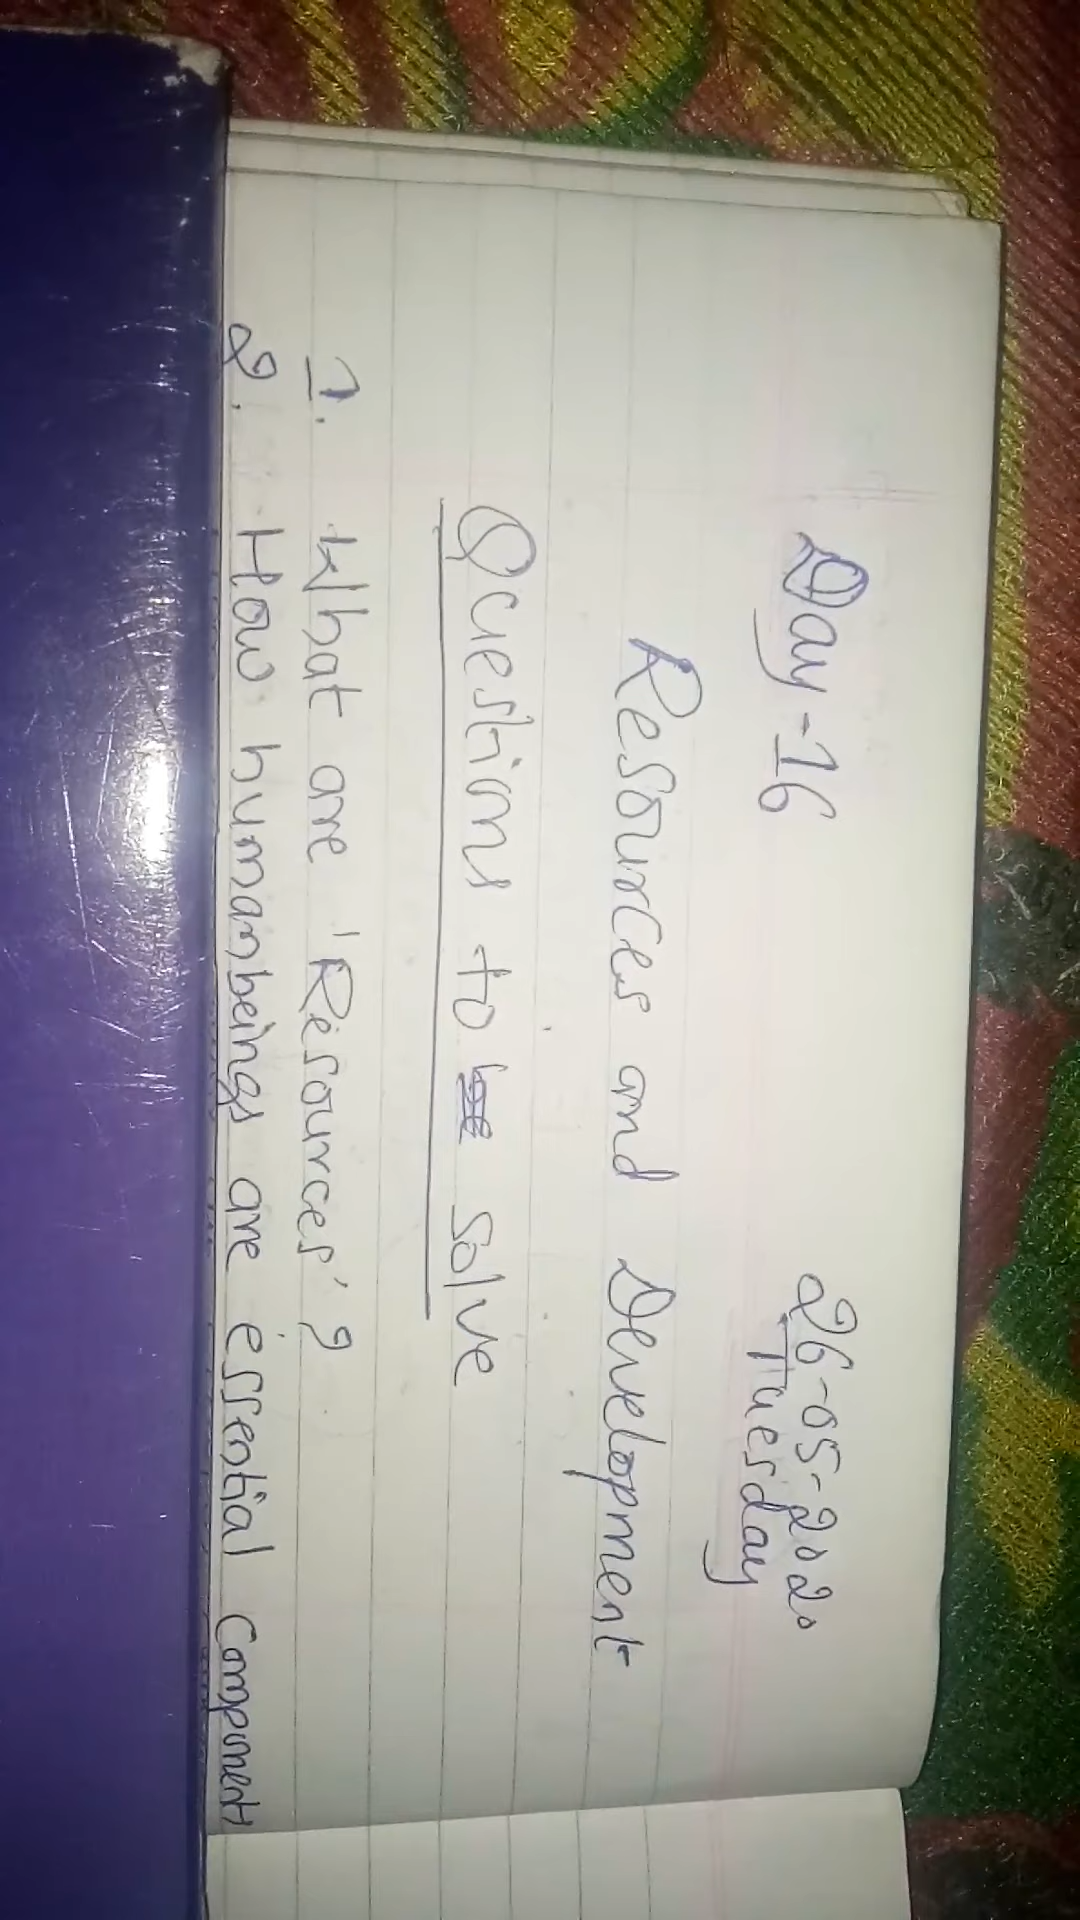 Day-16 26-05-2020
Tuesday
Resources and Development
Questions to solve
1. What are 'Resources'?
2. How humanbeings are essential component